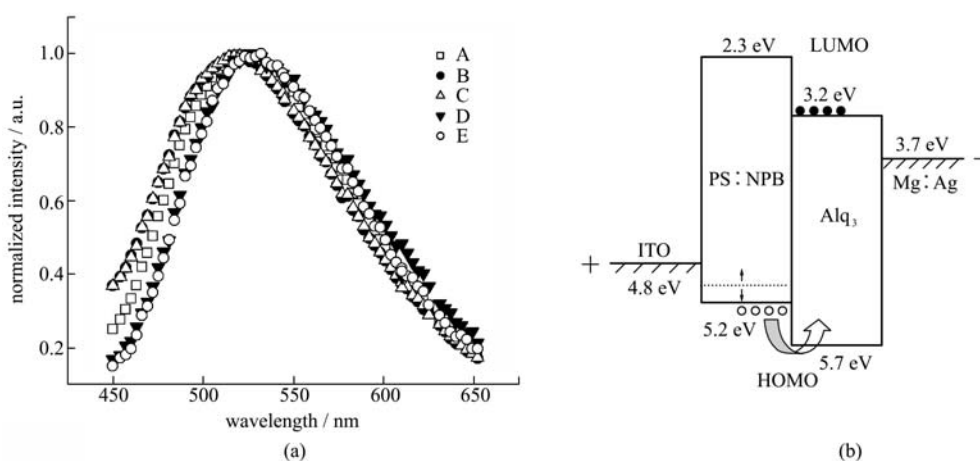 normalized intensity / a.u.
1.0
0.8
0.6
0.4
0.2
A
B
C
D
E
450
500
550
600
650
wavelength / nm
(a)
2.3 eV
LUMO
3.2 eV
3.7 eV
Mg∶Ag
PS∶NPB
Alq₃
ITO
4.8 eV
5.2 eV
5.7 eV
HOMO
+
−
(b)